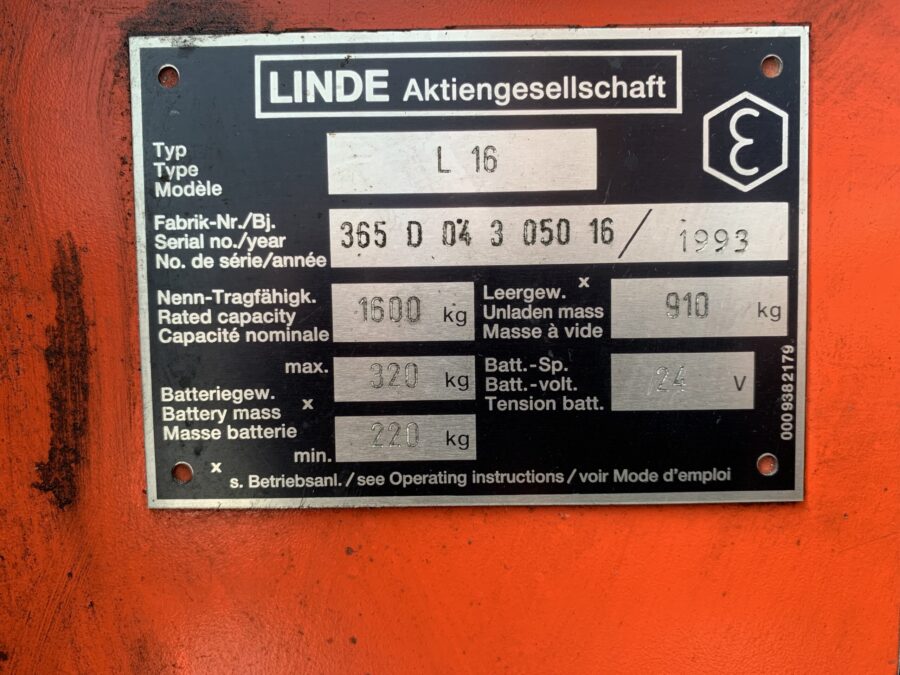 LINDE Aktiengesellschaft
Typ
Type
Modèle
L 16
Fabrik-Nr./Bj.
Serial no./year
No. de série/année
365 D 04 3 050 16 / 1993
Nenn-Tragfähigk.
Rated capacity
Capacité nominale
1600 kg
Leergew. x
Unladen mass
Masse à vide
910 kg
Batteriegew.
Battery mass x
Masse batterie
max. 320 kg
min. 220 kg
Batt.-Sp.
Batt.-volt.
Tension batt.
24 V
x s. Betriebsanl./see Operating instructions/voir Mode d'emploi
0009382179